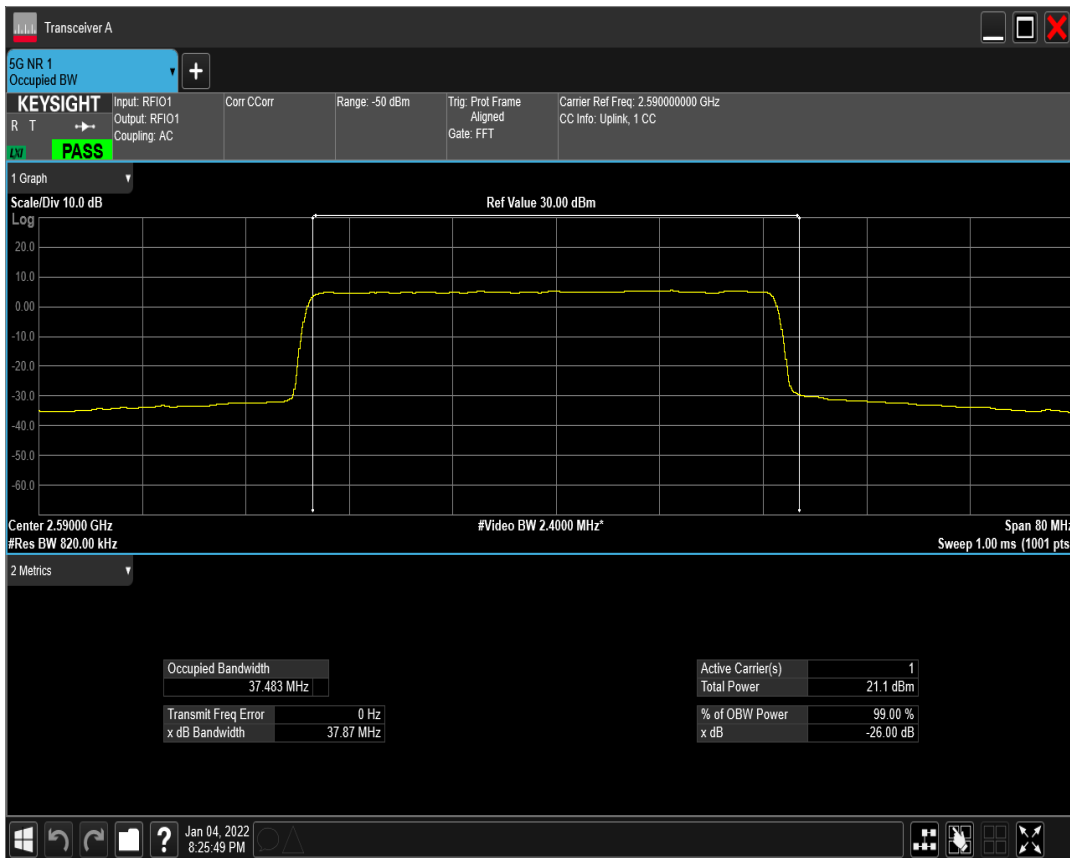 Transceiver A
5G NR 1
Occupied BW
+
KEYSIGHT
R T
LXI
PASS
Input: RFIO1
Output: RFIO1
Coupling: AC
Corr CCorr
Range: -50 dBm
Trig: Prot Frame
Aligned
Gate: FFT
Carrier Ref Freq: 2.590000000 GHz
CC Info: Uplink, 1 CC
1 Graph
Scale/Div 10.0 dB
Ref Value 30.00 dBm
Log
20.0
10.0
0.00
-10.0
-20.0
-30.0
-40.0
-50.0
-60.0
Center 2.59000 GHz
#Video BW 2.4000 MHz*
Span 80 MHz
#Res BW 820.00 kHz
Sweep 1.00 ms (1001 pts
2 Metrics
Occupied Bandwidth
37.483 MHz
Transmit Freq Error 0 Hz
x dB Bandwidth 37.87 MHz
Active Carrier(s) 1
Total Power 21.1 dBm
% of OBW Power 99.00 %
x dB -26.00 dB
?
Jan 04, 2022
8:25:49 PM